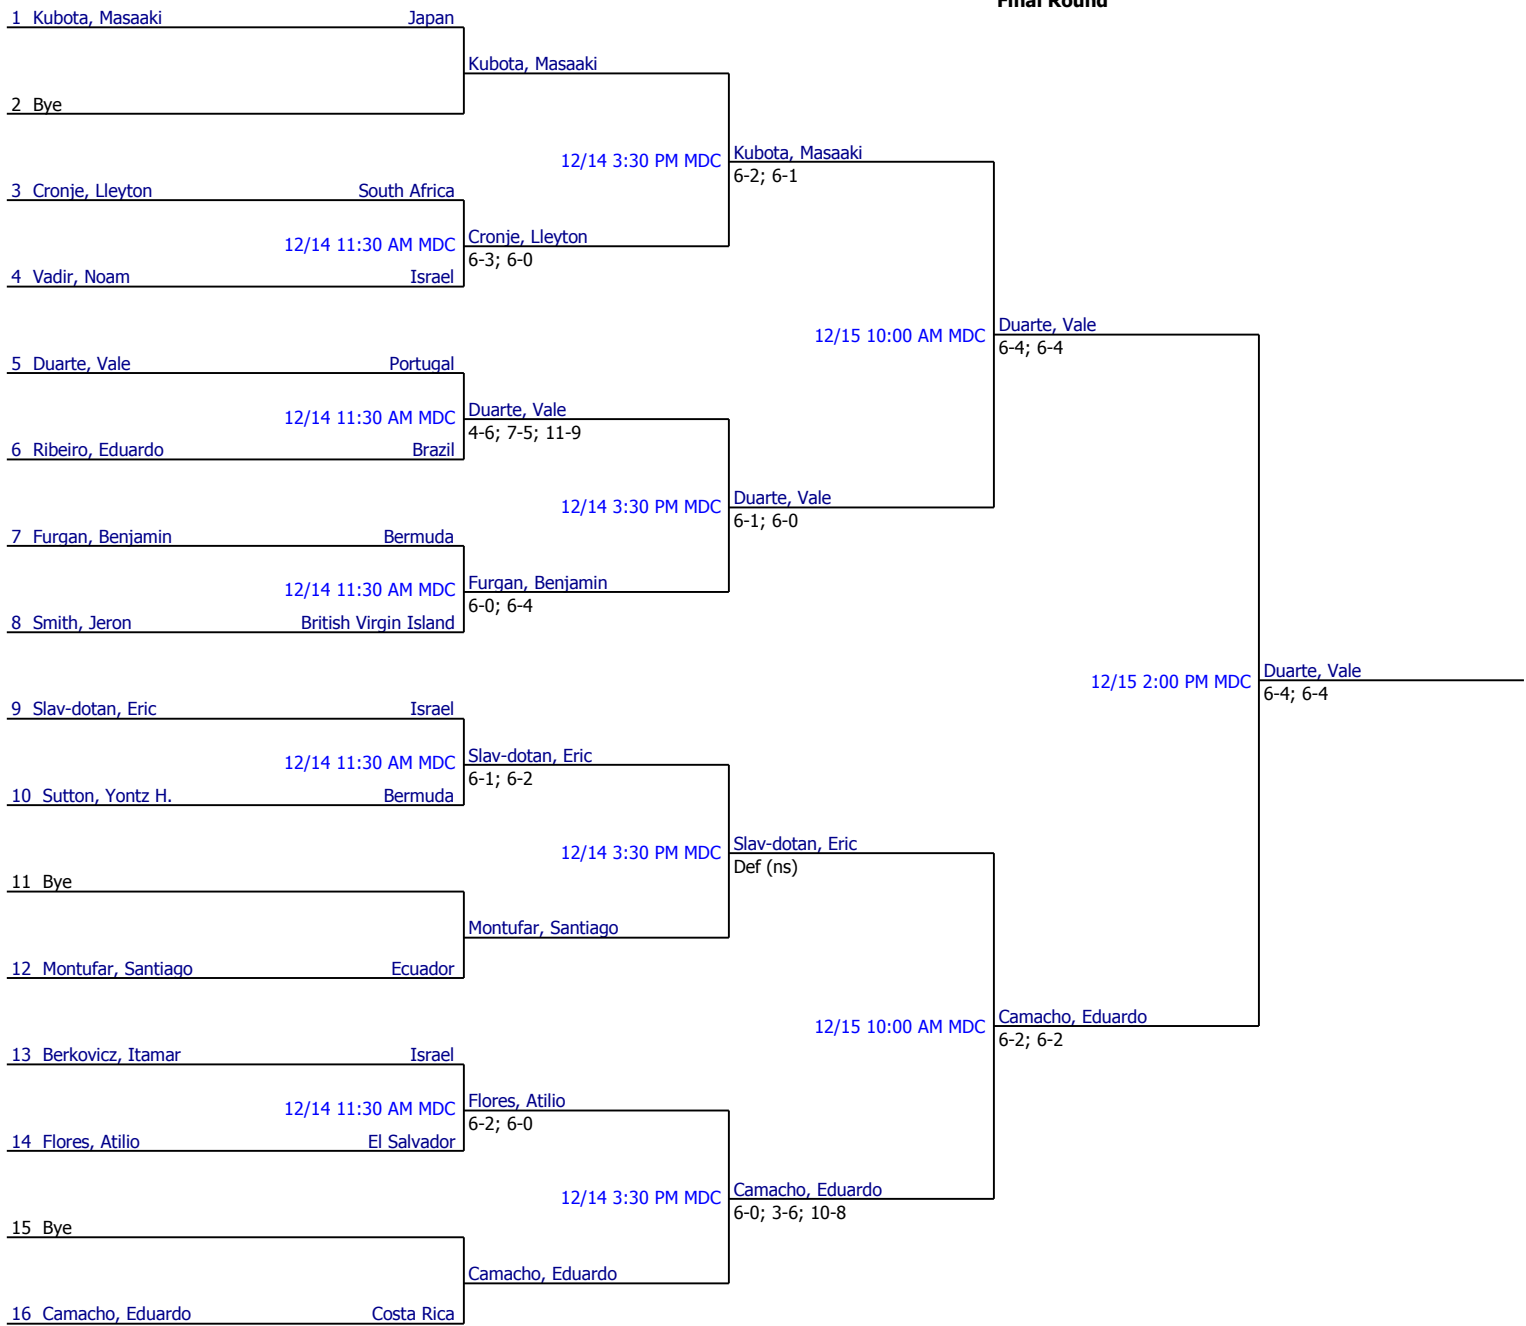 Final Round
1 Kubota, Masaaki Japan
Kubota, Masaaki
2 Bye
12/14 3:30 PM MDC Kubota, Masaaki
6-2; 6-1
3 Cronje, Lleyton South Africa
12/14 11:30 AM MDC Cronje, Lleyton
6-3; 6-0
4 Vadir, Noam Israel
12/15 10:00 AM MDC Duarte, Vale
6-4; 6-4
5 Duarte, Vale Portugal
12/14 11:30 AM MDC Duarte, Vale
4-6; 7-5; 11-9
6 Ribeiro, Eduardo Brazil
12/14 3:30 PM MDC Duarte, Vale
6-1; 6-0
7 Furgan, Benjamin Bermuda
12/14 11:30 AM MDC Furgan, Benjamin
6-0; 6-4
8 Smith, Jeron British Virgin Island
12/15 2:00 PM MDC Duarte, Vale
6-4; 6-4
9 Slav-dotan, Eric Israel
12/14 11:30 AM MDC Slav-dotan, Eric
6-1; 6-2
10 Sutton, Yontz H. Bermuda
12/14 3:30 PM MDC Slav-dotan, Eric
Def (ns)
11 Bye
Montufar, Santiago
12 Montufar, Santiago Ecuador
12/15 10:00 AM MDC Camacho, Eduardo
6-2; 6-2
13 Berkovicz, Itamar Israel
12/14 11:30 AM MDC Flores, Atilio
6-2; 6-0
14 Flores, Atilio El Salvador
12/14 3:30 PM MDC Camacho, Eduardo
6-0; 3-6; 10-8
15 Bye
Camacho, Eduardo
16 Camacho, Eduardo Costa Rica